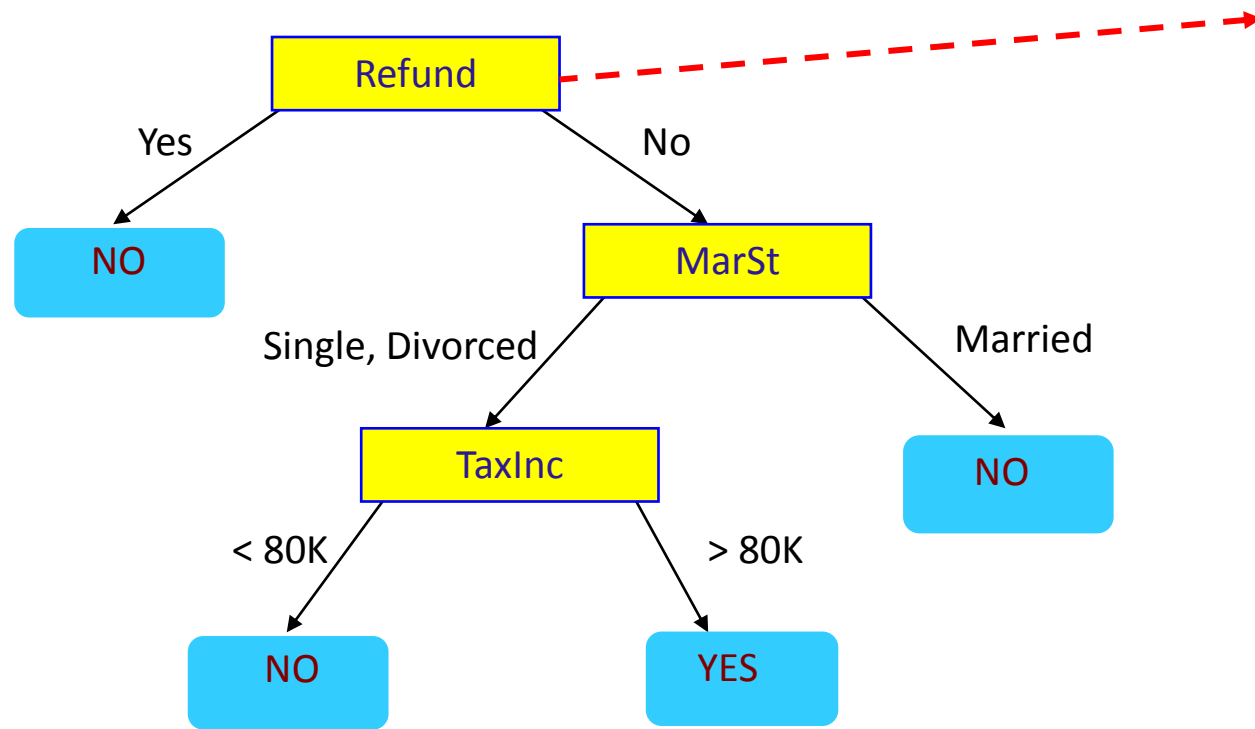 Refund
Yes
No
NO
MarSt
Single, Divorced
Married
TaxInc
NO
< 80K
> 80K
NO
YES